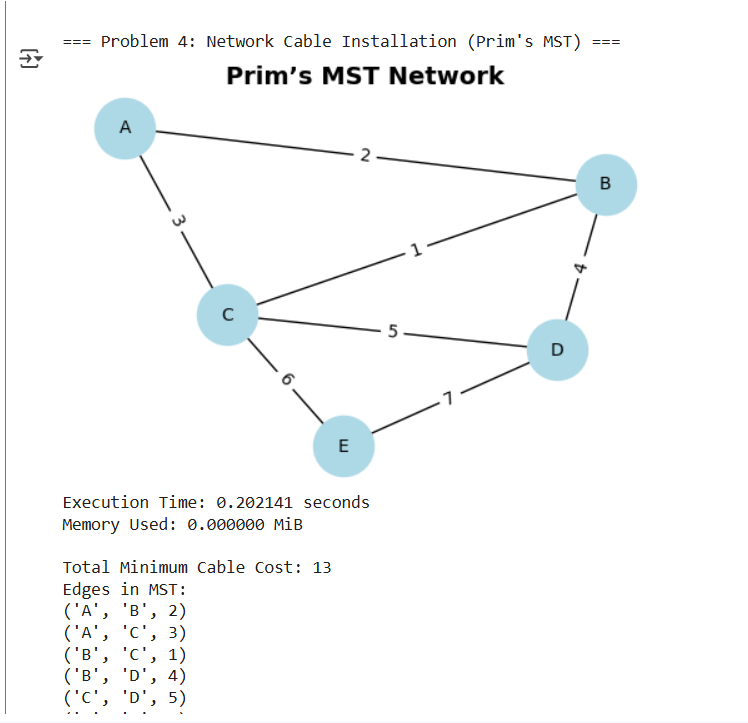 === Problem 4: Network Cable Installation (Prim's MST) ===
Prim’s MST Network
A
2
B
3
1
C
5
4
D
6
7
E
Execution Time: 0.202141 seconds
Memory Used: 0.000000 MiB
Total Minimum Cable Cost: 13
Edges in MST:
('A', 'B', 2)
('A', 'C', 3)
('B', 'C', 1)
('B', 'D', 4)
('C', 'D', 5)